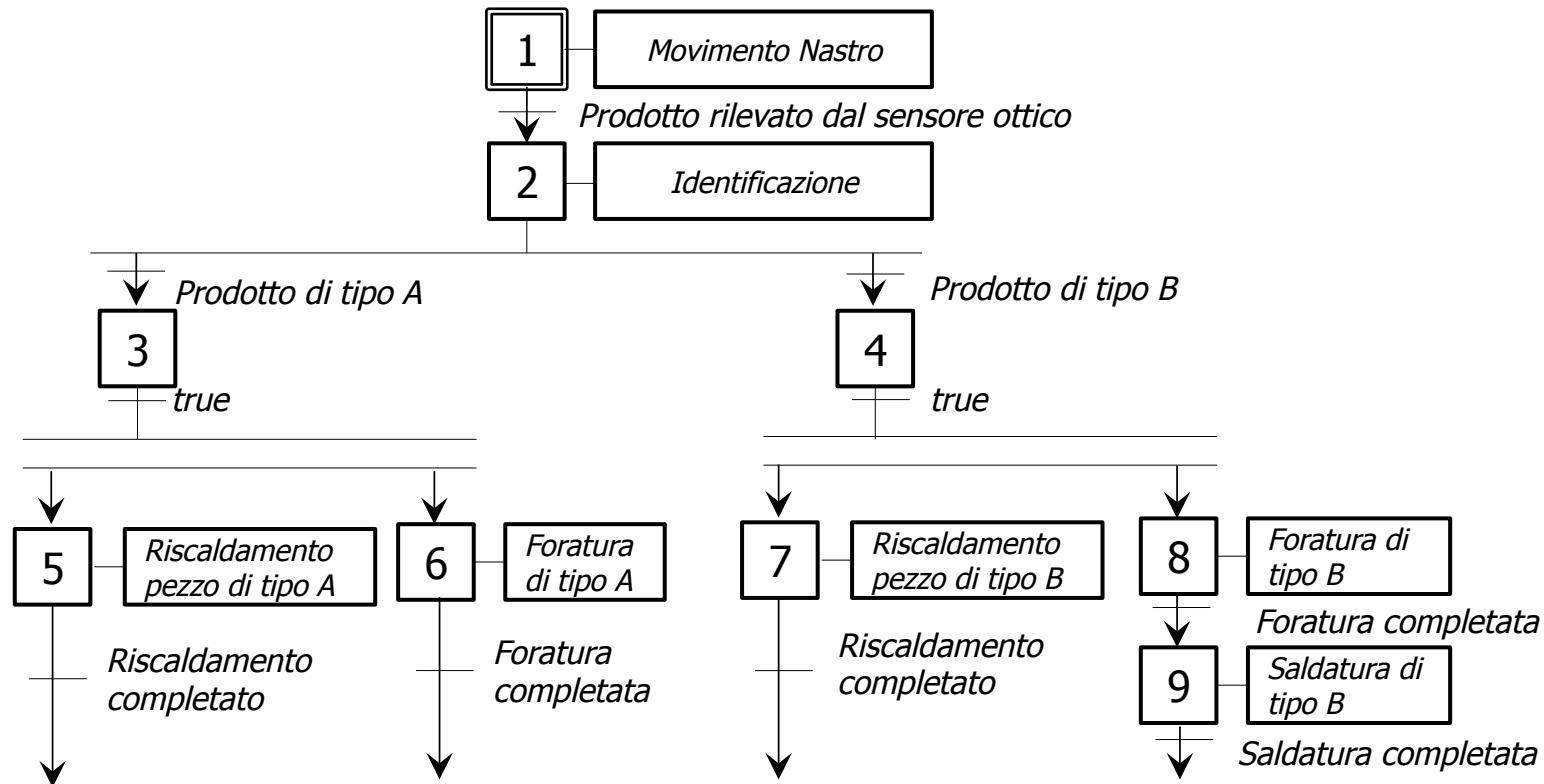 1
Movimento Nastro
Prodotto rilevato dal sensore ottico
2
Identificazione
Prodotto di tipo A
Prodotto di tipo B
3
4
true
true
5
Riscaldamento
pezzo di tipo A
6
Foratura
di tipo A
7
Riscaldamento
pezzo di tipo B
8
Foratura di
tipo B
Riscaldamento
completato
Foratura
completata
Riscaldamento
completato
Foratura completata
9
Saldatura di
tipo B
Saldatura completata